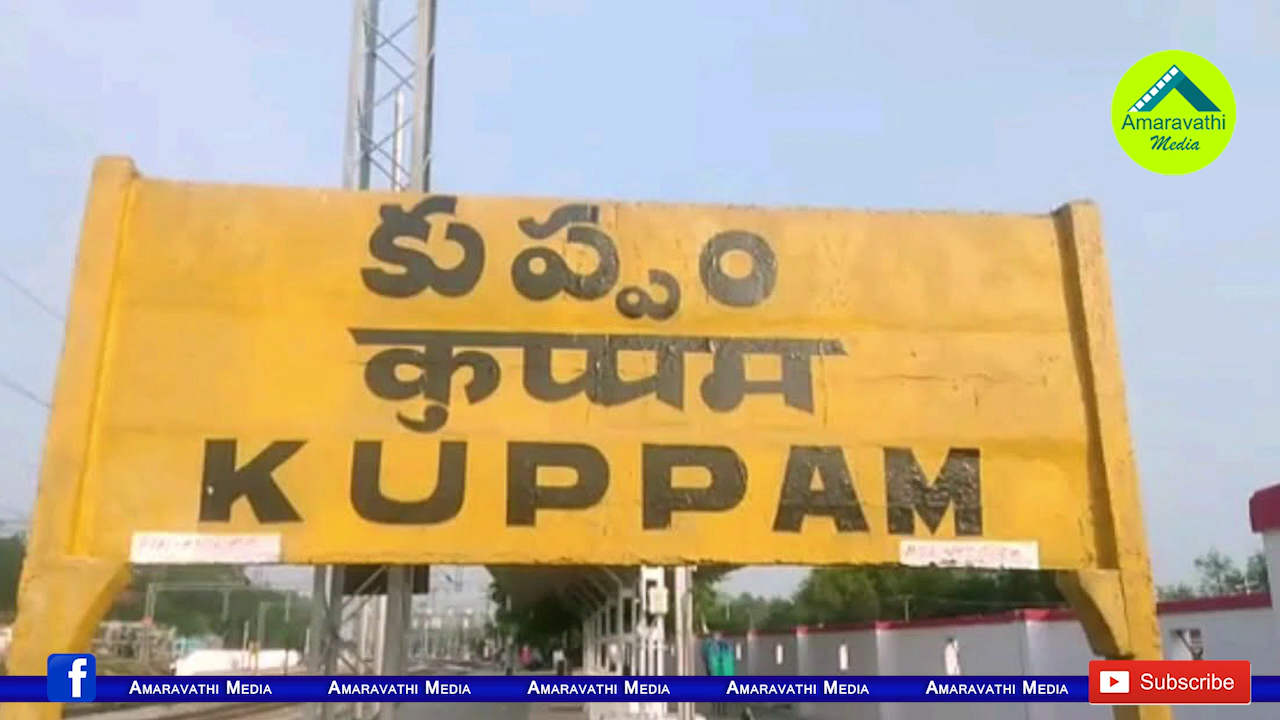 Amaravathi
Media
కుప్పం
कुप्पम
KUPPAM
AMARAVATHI MEDIA AMARAVATHI MEDIA AMARAVATHI MEDIA AMARAVATHI MEDIA AMARAVATHI MEDIA
Subscribe